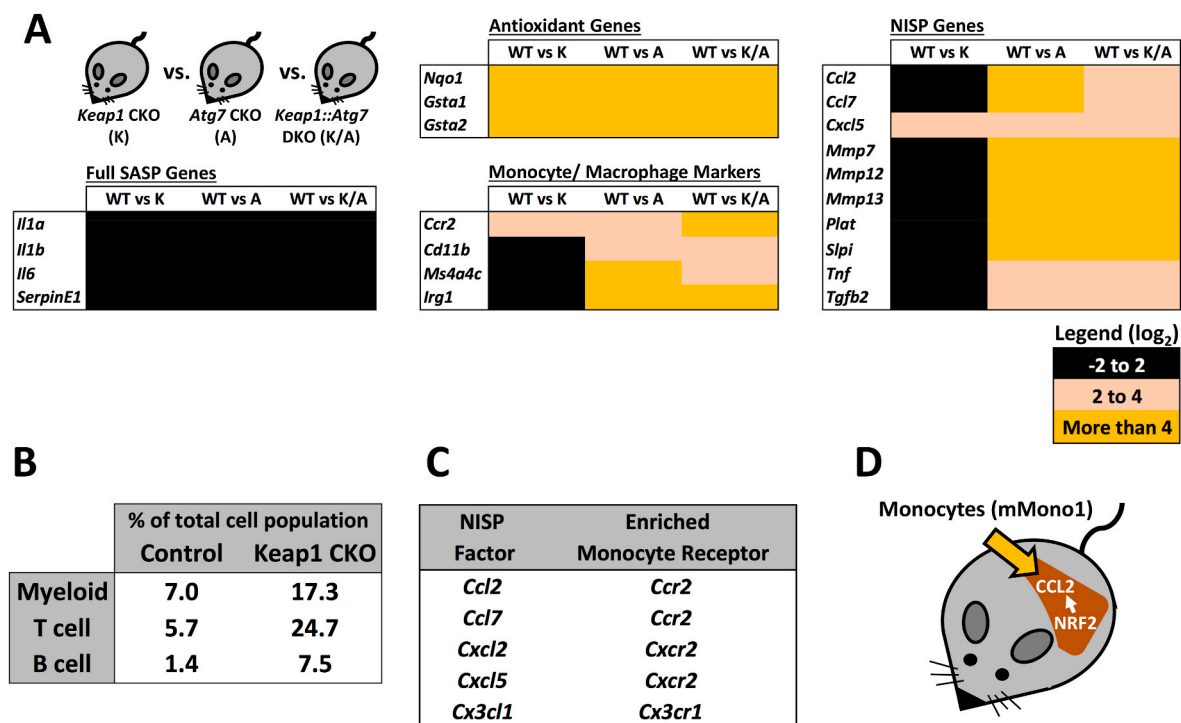 A
vs.
vs.
Keap1 CKO
(K)
Atg7 CKO
(A)
Keap1::Atg7
DKO (K/A)
Full SASP Genes
WT vs K WT vs A WT vs K/A
Il1a
Il1b
Il6
SerpinE1
Antioxidant Genes
WT vs K WT vs A WT vs K/A
Nqo1
Gsta1
Gsta2
Monocyte/ Macrophage Markers
WT vs K WT vs A WT vs K/A
Ccr2
Cd11b
Ms4a4c
Irg1
NISP Genes
WT vs K WT vs A WT vs K/A
Ccl2
Ccl7
Cxcl5
Mmp7
Mmp12
Mmp13
Plat
Slpi
Tnf
Tgfb2
Legend (log2)
-2 to 2
2 to 4
More than 4
B
% of total cell population
Control Keap1 CKO
Myeloid 7.0 17.3
T cell 5.7 24.7
B cell 1.4 7.5
C
NISP Enriched
Factor Monocyte Receptor
Ccl2 Ccr2
Ccl7 Ccr2
Cxcl2 Cxcr2
Cxcl5 Cxcr2
Cx3cl1 Cx3cr1
D
Monocytes (mMono1)
CCL2
NRF2